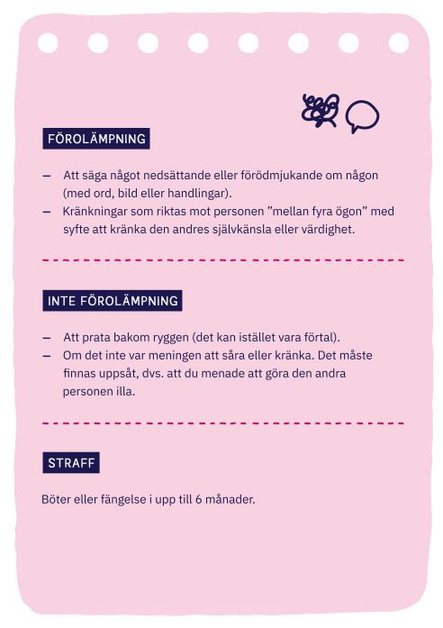 FÖROLÄMPNING
– Att säga något nedsättande eller förödmjukande om någon
(med ord, bild eller handlingar).
– Kränkningar som riktas mot personen ”mellan fyra ögon” med
syfte att kränka den andres självkänsla eller värdighet.
INTE FÖROLÄMPNING
– Att prata bakom ryggen (det kan istället vara förtal).
– Om det inte var meningen att såra eller kränka. Det måste
finnas uppsåt, dvs. att du menade att göra den andra
personen illa.
STRAFF
Böter eller fängelse i upp till 6 månader.